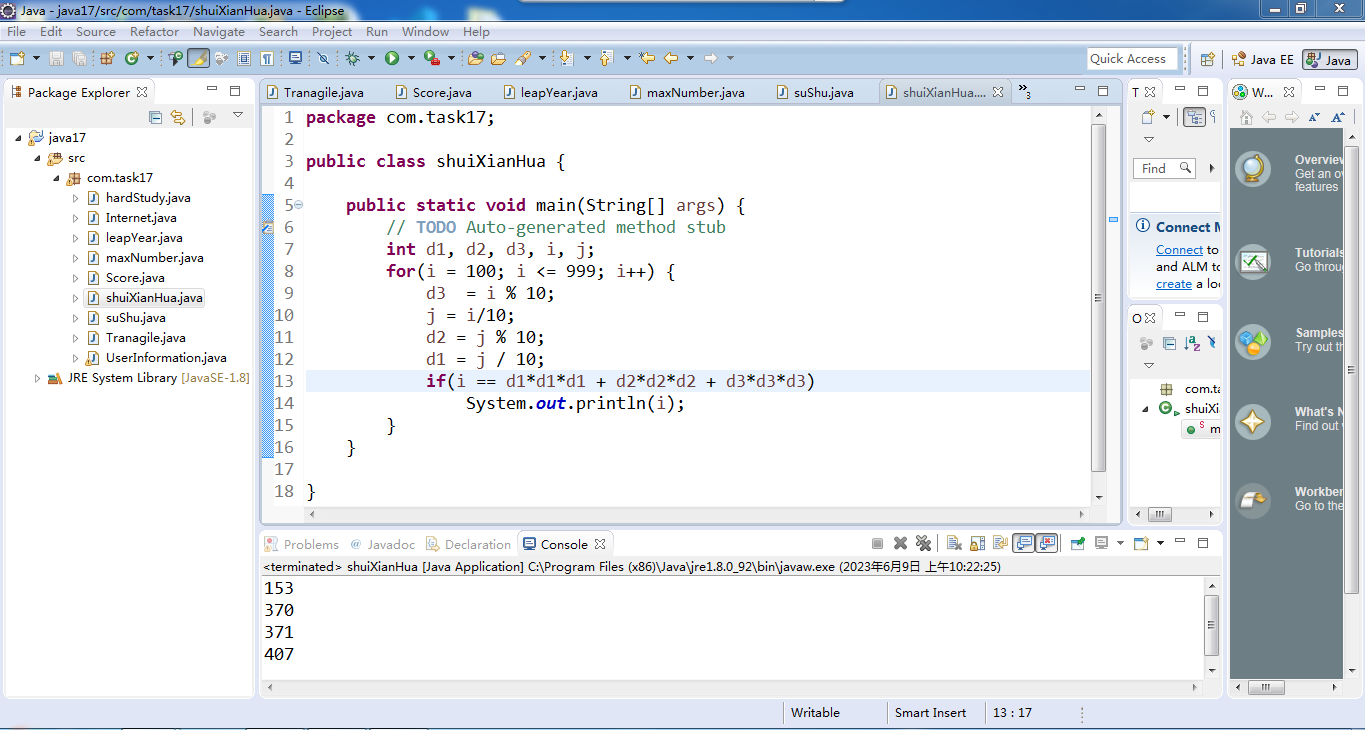 Java - java17/src/com/task17/shuiXianHua.java - Eclipse
File Edit Source Refactor Navigate Search Project Run Window Help
Quick Access
Java EE
Java
Package Explorer
java17
src
com.task17
hardStudy.java
Internet.java
leapYear.java
maxNumber.java
Score.java
shuiXianHua.java
suShu.java
Tranagile.java
UserInformation.java
JRE System Library [JavaSE-1.8]
Tranagile.java Score.java leapYear.java maxNumber.java suShu.java shuiXianHua.... »3
1 package com.task17;
2
3 public class shuiXianHua {
4
5 public static void main(String[] args) {
6 // TODO Auto-generated method stub
7 int d1, d2, d3, i, j;
8 for(i = 100; i <= 999; i++) {
9 d3  = i % 10;
10 j = i/10;
11 d2 = j % 10;
12 d1 = j / 10;
13 if(i == d1*d1*d1 + d2*d2*d2 + d3*d3*d3)
14 System.out.println(i);
15 }
16 }
17
18 }
Problems @ Javadoc Declaration Console
<terminated> shuiXianHua [Java Application] C:\Program Files (x86)\Java\jre1.8.0_92\bin\javaw.exe (2023年6月9日 上午10:22:25)
153
370
371
407
T
Find
Connect M
Connect to
and ALM to
create a loc
O
com.ta
shuiXi
S m
W...
Overview
Get an ov
features
Tutorials
Go throug
Samples
Try out th
What's N
Find out
Workben
Go to the
Writable
Smart Insert
13 : 17